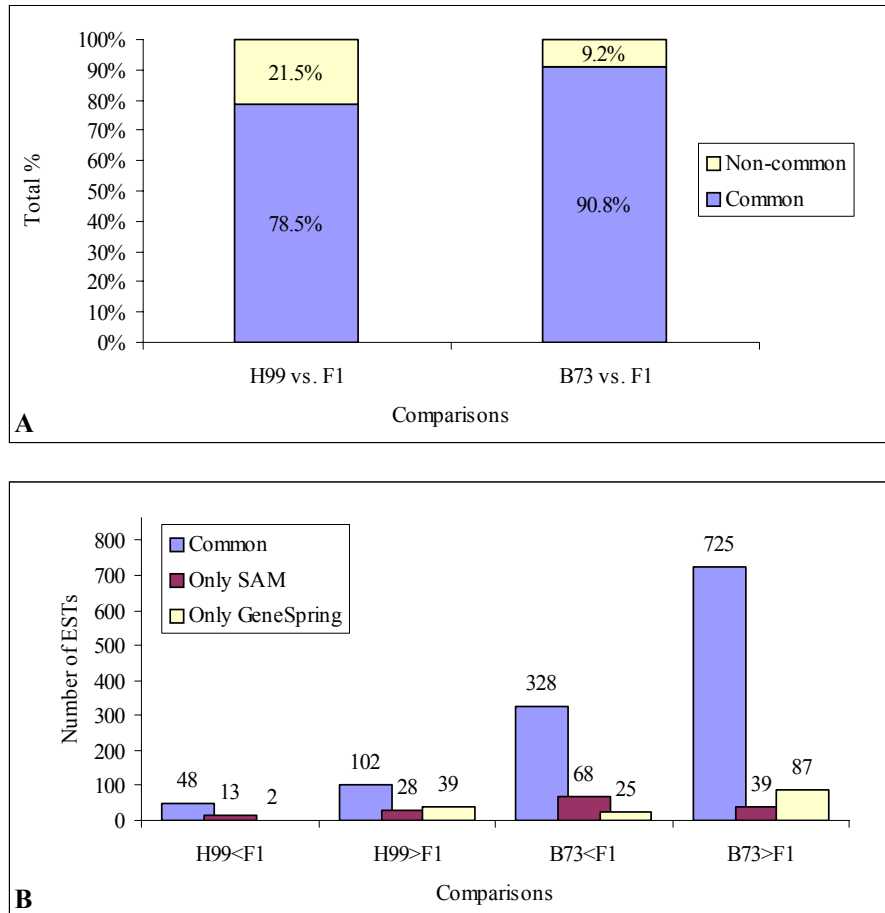 100%
90%
80%
70%
60%
50%
40%
30%
20%
10%
0%
Total %
21.5%
78.5%
9.2%
90.8%
Non-common
Common
H99 vs. F1
B73 vs. F1
Comparisons
A
800
700
600
500
400
300
200
100
0
Number of ESTs
Common
Only SAM
Only GeneSpring
48
13
2
102
28
39
328
68
25
725
39
87
H99<F1
H99>F1
B73<F1
B73>F1
Comparisons
B